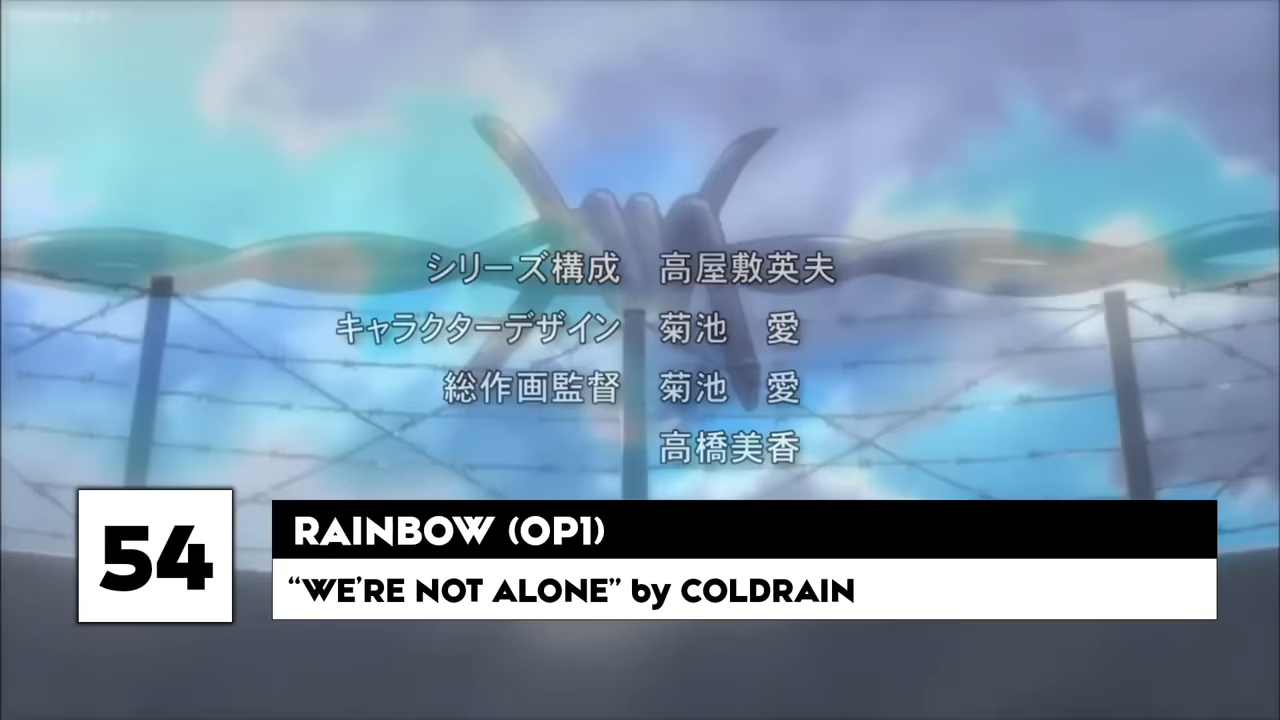 シリーズ構成 高屋敷英夫
キャラクターデザイン 菊池 愛
総作画監督 菊池 愛
高橋美香
54
RAINBOW (OP1)
“WE’RE NOT ALONE” by COLDRAIN